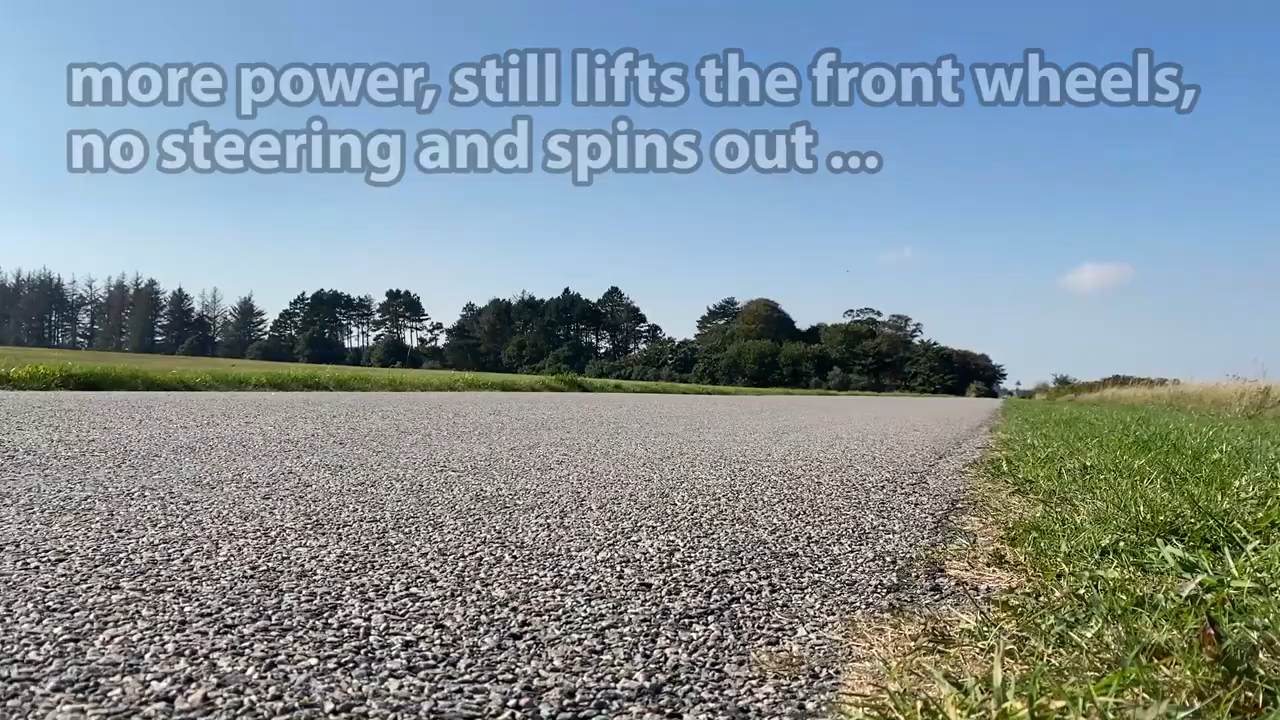 more power, still lifts the front wheels,
no steering and spins out ...